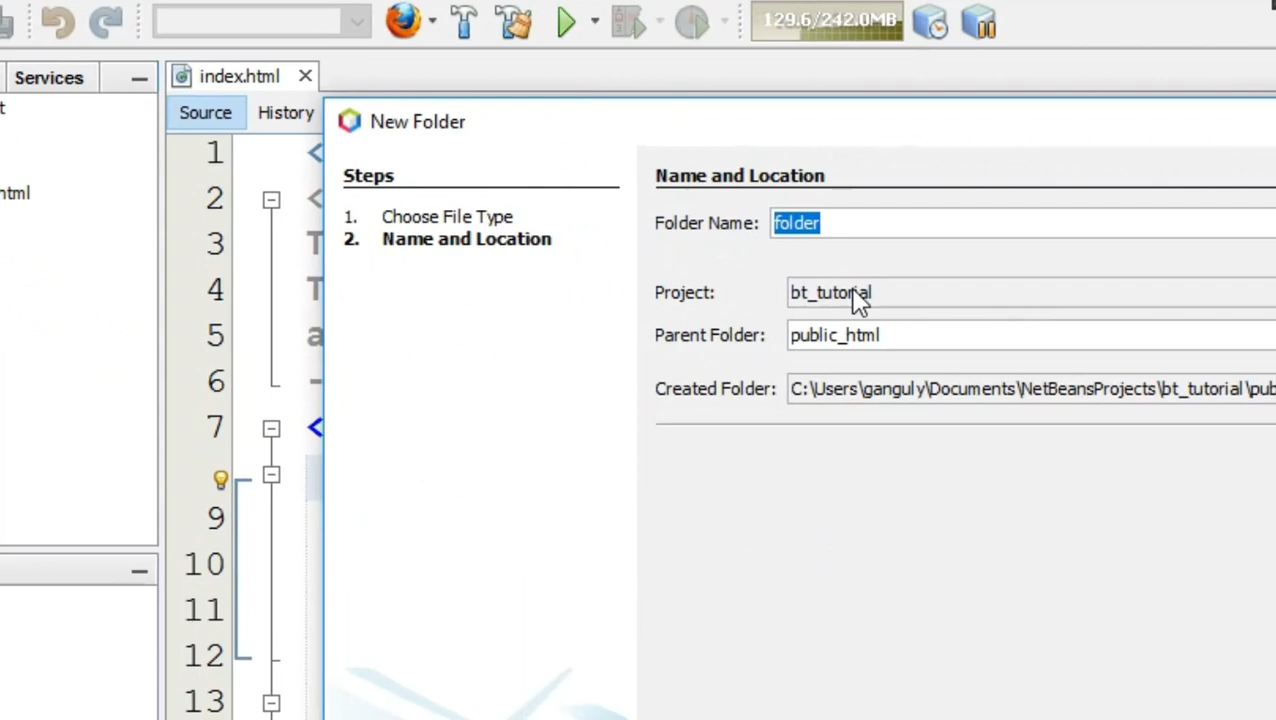 129.6/242.0MB
Services
index.html
t
Source
History
New Folder
1
<
Steps
Name and Location
html
2
<
1. Choose File Type
Folder Name: folder
2. Name and Location
3
T
4
T
Project: bt_tutorial
5
a
Parent Folder: public_html
6
-
Created Folder: C:\Users\ganguly\Documents\NetBeansProjects\bt_tutorial\pub
7
<
9
10
11
12
13